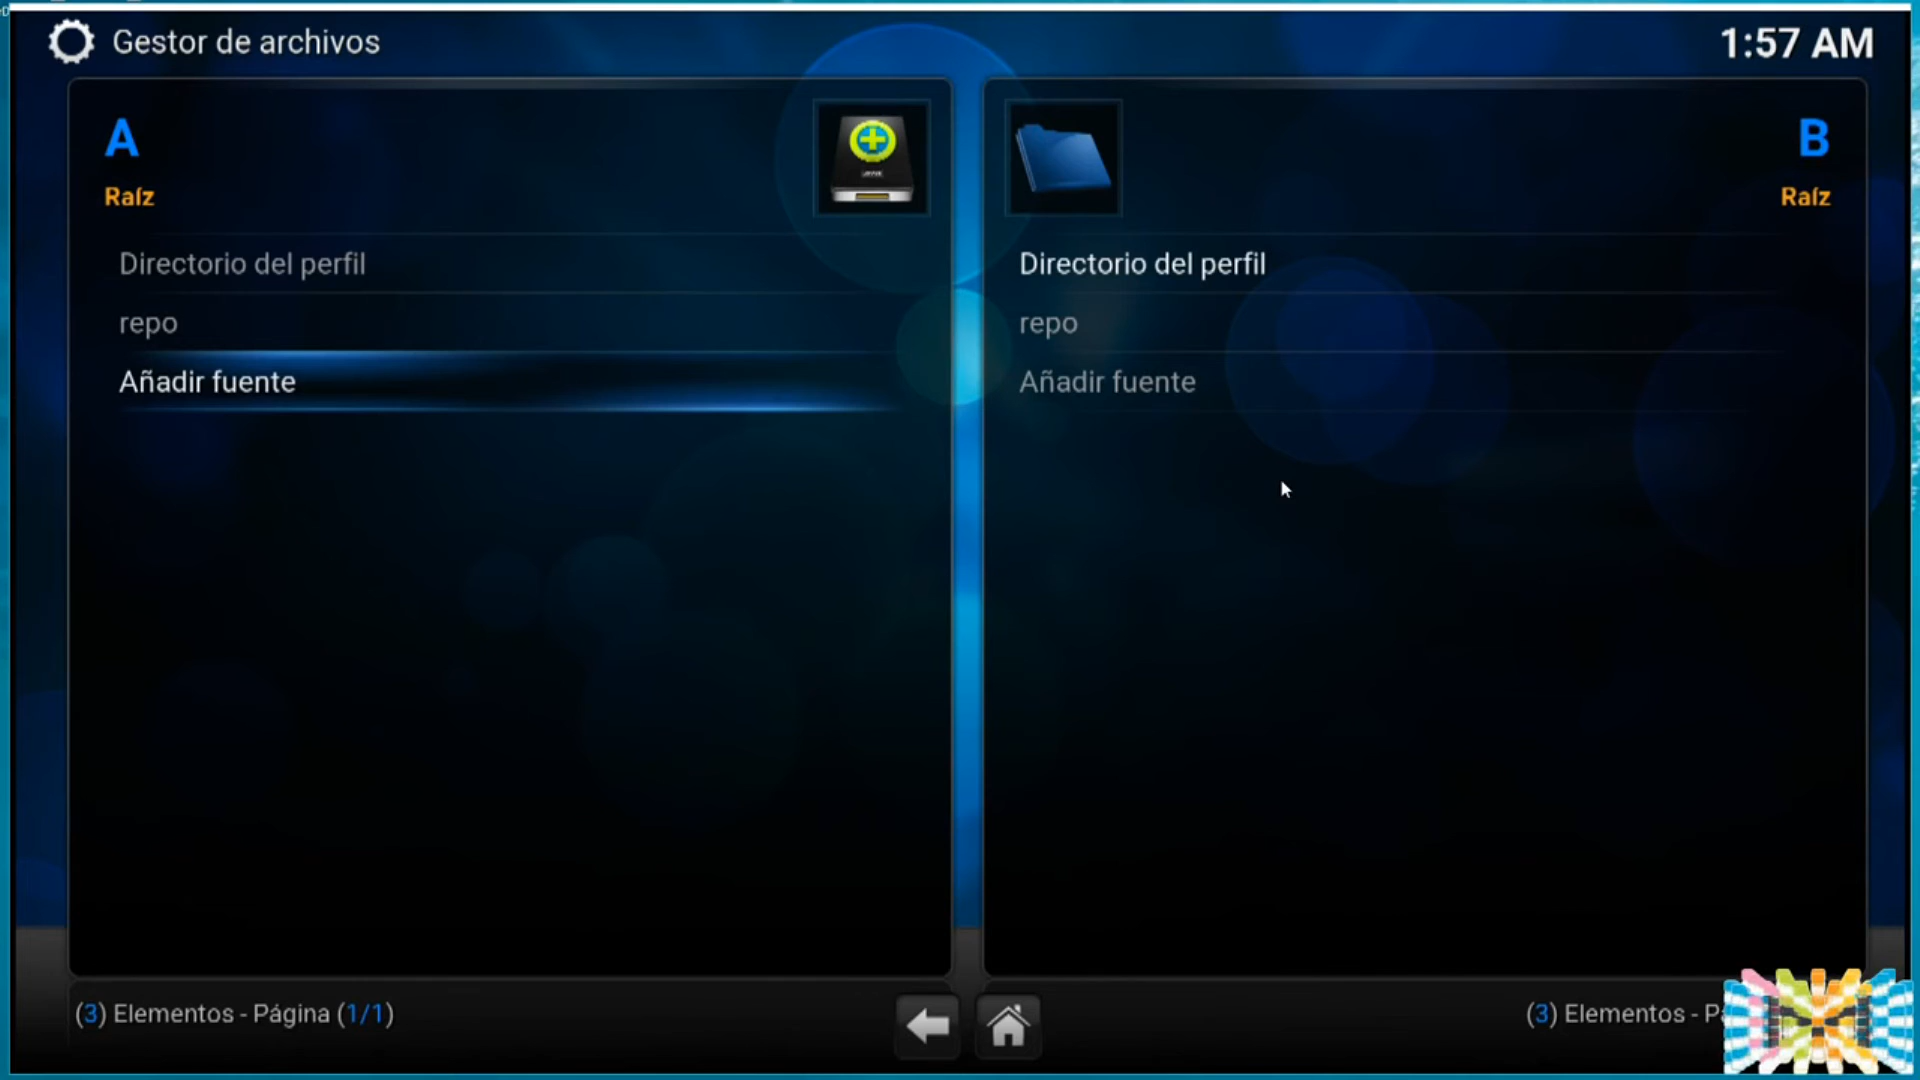 Gestor de archivos
1:57 AM
A
Raíz
Directorio del perfil
repo
Añadir fuente
(3) Elementos - Página (1/1)
B
Raíz
Directorio del perfil
repo
Añadir fuente
(3) Elementos -